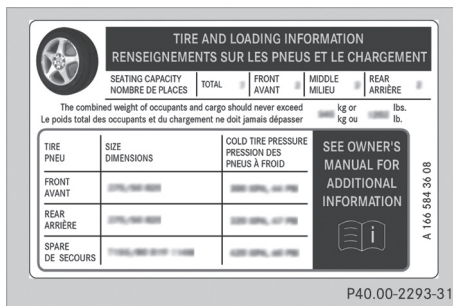 TIRE AND LOADING INFORMATION
RENSEIGNEMENTS SUR LES PNEUS ET LE CHARGEMENT
SEATING CAPACITY
NOMBRE DE PLACES
TOTAL
FRONT
AVANT
MIDDLE
MILIEU
REAR
ARRIÈRE
The combined weight of occupants and cargo should never exceed kg or lbs.
Le poids total des occupants et du chargement ne doit jamais dépasser kg ou lb.
TIRE
PNEU
SIZE
DIMENSIONS
COLD TIRE PRESSURE
PRESSION DES
PNEUS À FROID
FRONT
AVANT
REAR
ARRIÈRE
SPARE
DE SECOURS
SEE OWNER'S
MANUAL FOR
ADDITIONAL
INFORMATION
i
A 166 584 36 08
P40.00-2293-31